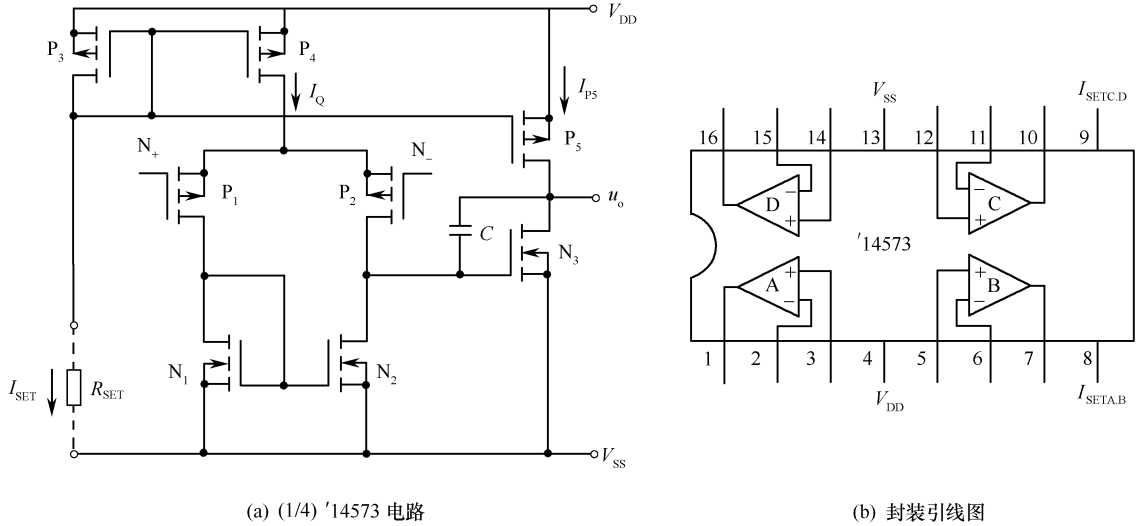 V_DD
P_3
P_4
I_Q
I_P5
N_+
N_−
P_5
P_1
P_2
u_o
C
N_3
N_1
N_2
I_SET
R_SET
V_SS
(a) (1/4) ′14573 电路
V_SS
I_SETC.D
16 15 14 13 12 11 10 9
− −
D C
+ +
′14573
+ +
A B
− −
1 2 3 4 5 6 7 8
V_DD
I_SETA.B
(b) 封装引线图